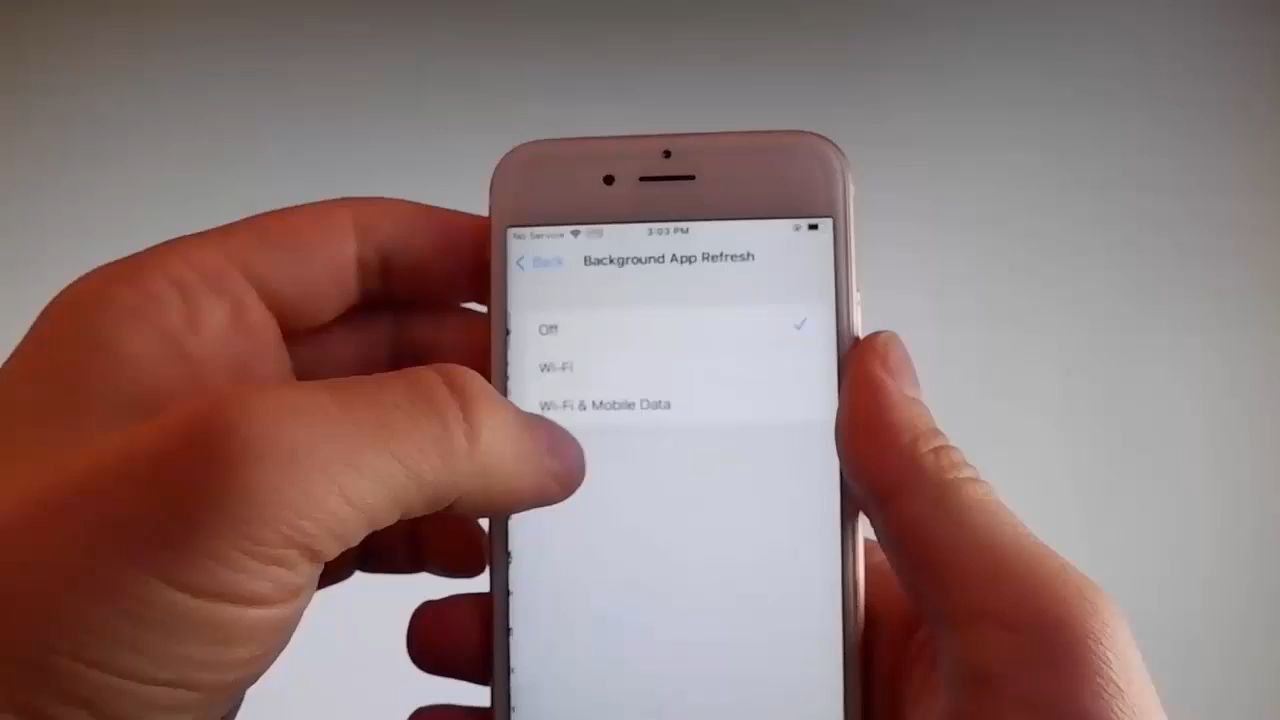 No Service 3:03 PM
Back Background App Refresh
Off
Wi-Fi
Wi-Fi & Mobile Data